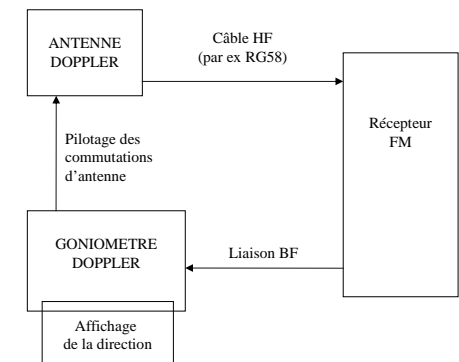 ANTENNE
DOPPLER
Câble HF
(par ex RG58)
Récepteur
FM
Pilotage des
commutations
d'antenne
GONIOMETRE
DOPPLER
Liaison BF
Affichage
de la direction